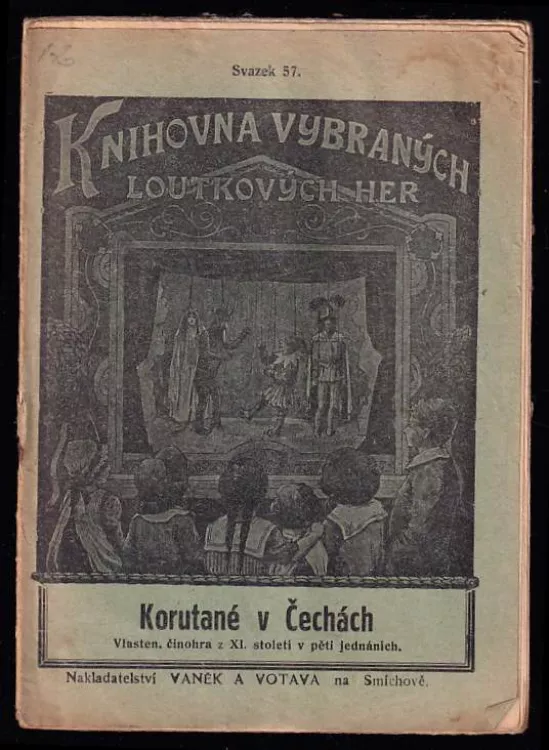 Svazek 57.
KNIHOVNA VYBRANÝCH
LOUTKOVÝCH HER
Korutané v Čechách
Vlasten. činohra z XI. století v pěti jednáních.
Nakladatelství VANĚK A VOTAVA na Smíchově.